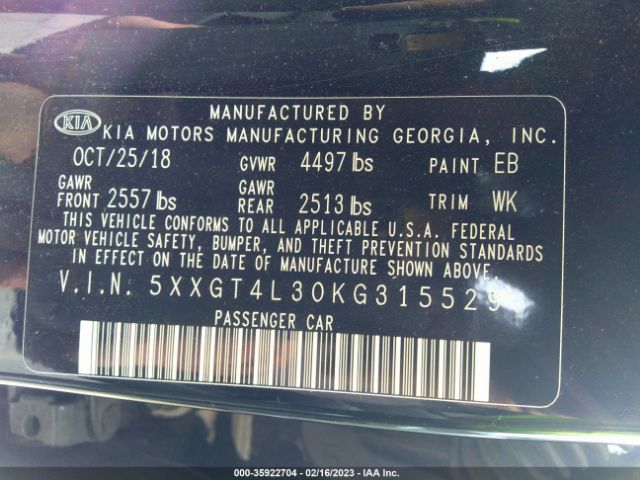 MANUFACTURED BY
KIA KIA MOTORS MANUFACTURING GEORGIA, INC.
OCT/25/18 GVWR 4497 lbs PAINT EB
GAWR FRONT 2557 lbs GAWR REAR 2513 lbs TRIM WK
THIS VEHICLE CONFORMS TO ALL APPLICABLE U.S.A. FEDERAL
MOTOR VEHICLE SAFETY, BUMPER, AND THEFT PREVENTION STANDARDS
IN EFFECT ON THE DATE OF MANUFACTURE SHOWN ABOVE.
V.I.N. 5XXGT4L30KG315529
PASSENGER CAR
000-35922704 - 02/16/2023 - IAA Inc.